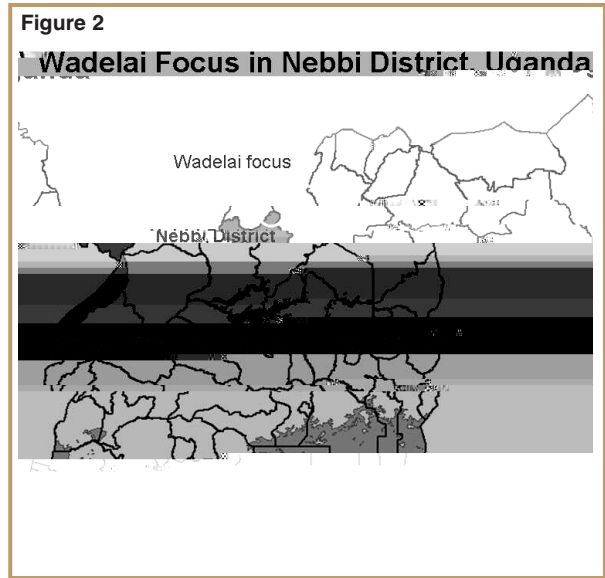 Figure 2
Wadelai Focus in Nebbi District, Uganda
Wadelai focus
Nebbi District